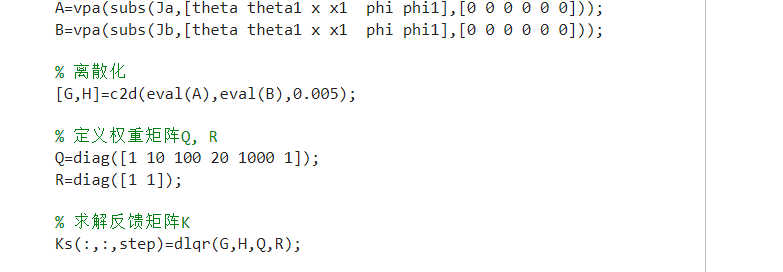 A=vpa(subs(Ja,[theta theta1 x x1  phi phi1],[0 0 0 0 0 0]));
B=vpa(subs(Jb,[theta theta1 x x1  phi phi1],[0 0 0 0 0 0]));
% 离散化
[G,H]=c2d(eval(A),eval(B),0.005);
% 定义权重矩阵Q, R
Q=diag([1 10 100 20 1000 1]);
R=diag([1 1]);
% 求解反馈矩阵K
Ks(:,:,step)=dlqr(G,H,Q,R);